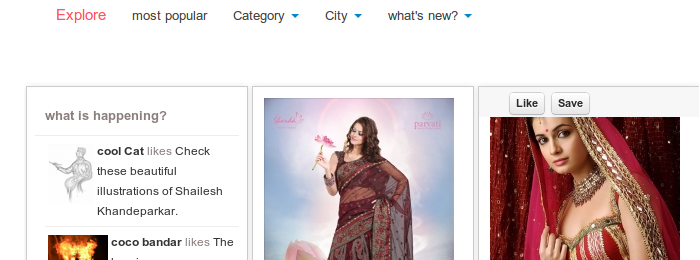 Explore most popular Category City what's new?
what is happening?
Like Save
cool Cat likes Check
these beautiful
illustrations of Shailesh
Khandeparkar.
coco bandar likes The
parvati